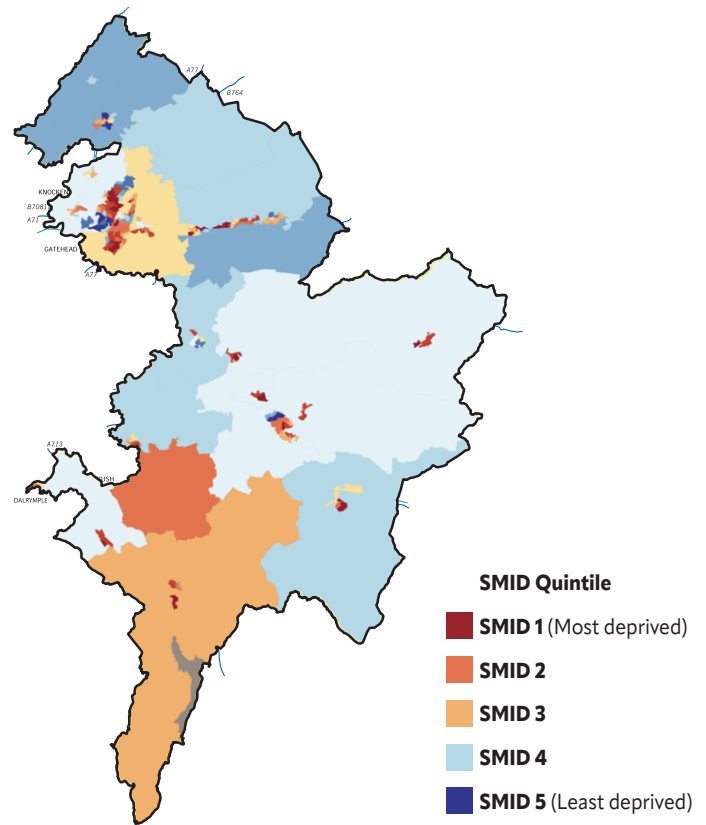 A77
B764
KNOCKEN
B7081
A71
GATEHEAD
A77
A713
USH
DALRYMPLE
SMID Quintile
SMID 1 (Most deprived)
SMID 2
SMID 3
SMID 4
SMID 5 (Least deprived)